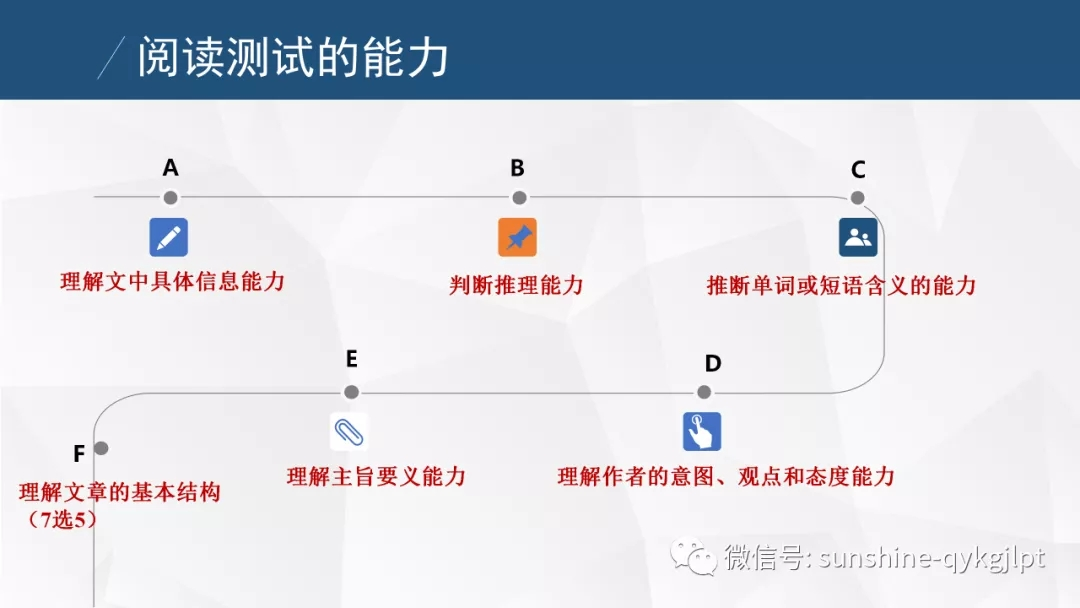 阅读测试的能力
A
理解文中具体信息能力
B
判断推理能力
C
推断单词或短语含义的能力
D
理解作者的意图、观点和态度能力
E
理解主旨要义能力
F
理解文章的基本结构
（7选5）
微信号: sunshine-qykgjlpt